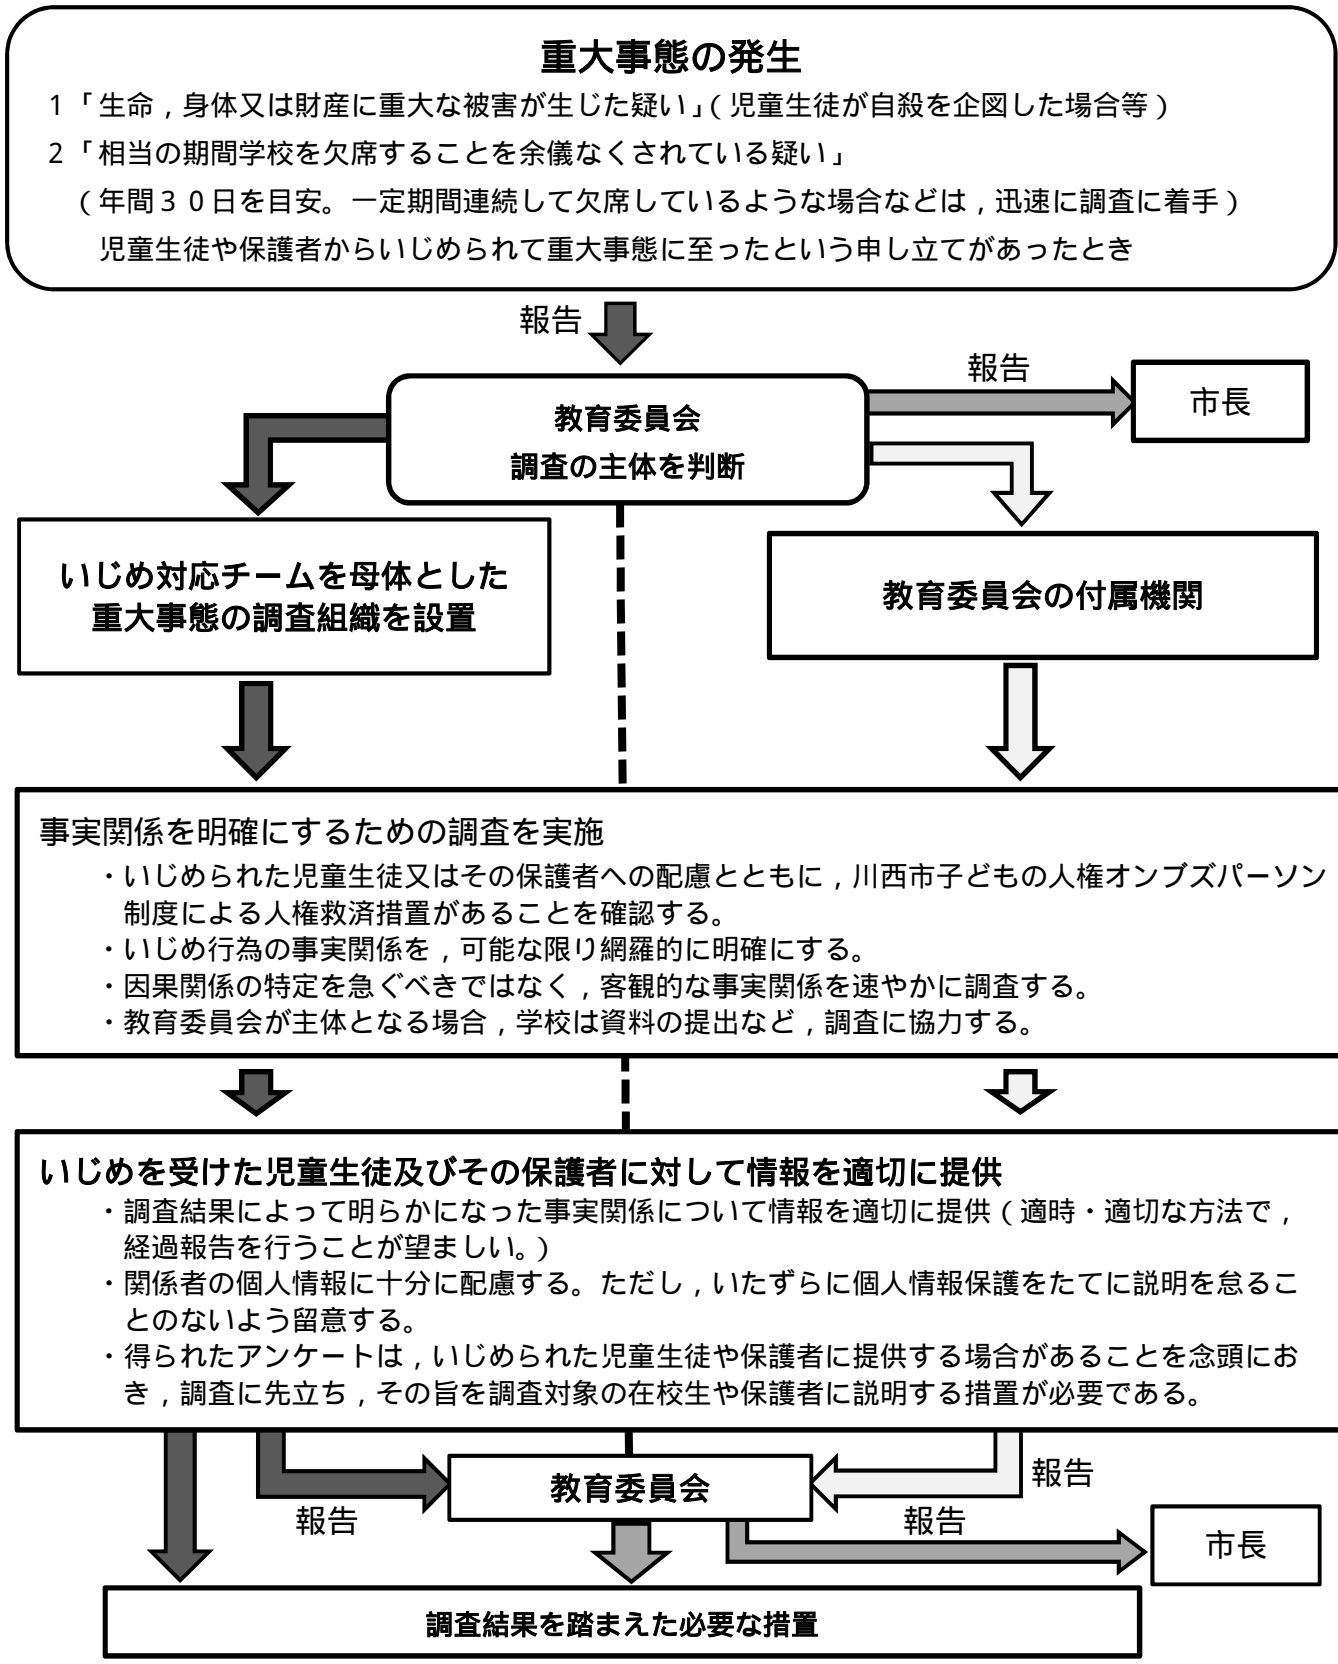 重大事態の発生
1「生命，身体又は財産に重大な被害が生じた疑い」（児童生徒が自殺を企図した場合等）
2「相当の期間学校を欠席することを余儀なくされている疑い」
（年間３０日を目安。一定期間連続して欠席しているような場合などは，迅速に調査に着手）
児童生徒や保護者からいじめられて重大事態に至ったという申し立てがあったとき
報告
報告
市長
教育委員会
調査の主体を判断
いじめ対応チームを母体とした
重大事態の調査組織を設置
教育委員会の付属機関
事実関係を明確にするための調査を実施
・いじめられた児童生徒又はその保護者への配慮とともに，川西市子どもの人権オンブズパーソン
制度による人権救済措置があることを確認する。
・いじめ行為の事実関係を，可能な限り網羅的に明確にする。
・因果関係の特定を急ぐべきではなく，客観的な事実関係を速やかに調査する。
・教育委員会が主体となる場合，学校は資料の提出など，調査に協力する。
いじめを受けた児童生徒及びその保護者に対して情報を適切に提供
・調査結果によって明らかになった事実関係について情報を適切に提供（適時・適切な方法で，
経過報告を行うことが望ましい。）
・関係者の個人情報に十分に配慮する。ただし，いたずらに個人情報保護をたてに説明を怠るこ
とのないよう留意する。
・得られたアンケートは，いじめられた児童生徒や保護者に提供する場合があることを念頭にお
き，調査に先立ち，その旨を調査対象の在校生や保護者に説明する措置が必要である。
報告
教育委員会
報告
報告
市長
調査結果を踏まえた必要な措置